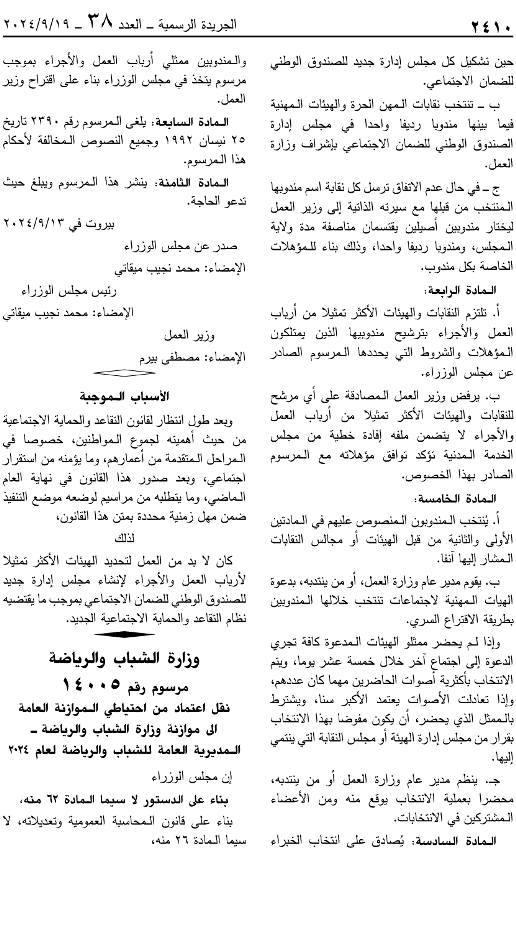 ٢٤١٠
الجريدة الرسمية – العدد ٣٨ – ٢٠٢٤/٩/١٩
حين تشكيل كل مجلس إدارة جديد للصندوق الوطني
للضمان الاجتماعي.
ب – تنتخب نقابات المهن الحرة والهيئات المهنية
فيما بينها مندوبا رديفا واحدا في مجلس إدارة
الصندوق الوطني للضمان الاجتماعي بإشراف وزارة
العمل.
ج – في حال عدم الاتفاق ترسل كل نقابة اسم مندوبها
المنتخب من قبلها مع سيرته الذاتية إلى وزير العمل
ليختار مندوبين أصيلين يقتسمان مناصفة مدة ولاية
المجلس، ومندوبا رديفا واحدا، وذلك بناء للمؤهلات
الخاصة بكل مندوب.
المادة الرابعة:
أ. تلتزم النقابات والهيئات الأكثر تمثيلا من أرباب
العمل والأجراء بترشيح مندوبيها الذين يمتلكون
المؤهلات والشروط التي يحددها المرسوم الصادر
عن مجلس الوزراء.
ب. يرفض وزير العمل المصادقة على أي مرشح
للنقابات والهيئات الأكثر تمثيلا من أرباب العمل
والأجراء لا يتضمن ملفه إفادة خطية من مجلس
الخدمة المدنية تؤكد توافق مؤهلاته مع المرسوم
الصادر بهذا الخصوص.
المادة الخامسة:
أ. يُنتخب المندوبون المنصوص عليهم في المادتين
الأولى والثانية من قبل الهيئات أو مجالس النقابات
المشار إليها آنفا.
ب. يقوم مدير عام وزارة العمل، أو من ينتدبه، بدعوة
الهيات المهنية لاجتماعات تنتخب خلالها المندوبين
بطريقة الاقتراع السري.
وإذا لم يحضر ممثلو الهيئات المدعوة كافة تجري
الدعوة إلى اجتماع آخر خلال خمسة عشر يوما، ويتم
الانتخاب بأكثرية أصوات الحاضرين مهما كان عددهم،
وإذا تعادلت الأصوات يعتمد الأكبر سنا، ويشترط
بالممثل الذي يحضر، أن يكون مفوضا بهذا الانتخاب
بقرار من مجلس إدارة الهيئة أو مجلس النقابة التي ينتمي
إليها.
جـ. ينظم مدير عام وزارة العمل أو من ينتدبه،
محضرا بعملية الانتخاب يوقع منه ومن الأعضاء
المشتركين في الانتخابات.
المادة السادسة: يُصادق على انتخاب الخبراء
والمندوبين ممثلي أرباب العمل والأجراء بموجب
مرسوم يتخذ في مجلس الوزراء بناء على اقتراح وزير
العمل.
المادة السابعة: يلغى المرسوم رقم ٢٣٩٠ تاريخ
٢٥ نيسان ١٩٩٢ وجميع النصوص المخالفة لأحكام
هذا المرسوم.
المادة الثامنة: ينشر هذا المرسوم ويبلغ حيث
تدعو الحاجة.
بيروت في ٢٠٢٤/٩/١٣
صدر عن مجلس الوزراء
الإمضاء: محمد نجيب ميقاتي
رئيس مجلس الوزراء
الإمضاء: محمد نجيب ميقاتي
وزير العمل
الإمضاء: مصطفى بيرم
الأسباب الموجبة
وبعد طول انتظار لقانون التقاعد والحماية الاجتماعية
من حيث أهميته لجموع المواطنين، خصوصا في
المراحل المتقدمة من أعمارهم، وما يؤمنه من استقرار
اجتماعي، وبعد صدور هذا القانون في نهاية العام
الماضي، وما يتطلبه من مراسيم لوضعه موضع التنفيذ
ضمن مهل زمنية محددة بمتن هذا القانون،
لذلك
كان لا بد من العمل لتحديد الهيئات الأكثر تمثيلا
لأرباب العمل والأجراء لإنشاء مجلس إدارة جديد
للصندوق الوطني للضمان الاجتماعي بموجب ما يقتضيه
نظام التقاعد والحماية الاجتماعية الجديد.
وزارة الشباب والرياضة
مرسوم رقم ١٤٠٠٥
نقل اعتماد من احتياطي الموازنة العامة
الى موازنة وزارة الشباب والرياضة –
المديرية العامة للشباب والرياضة لعام ٢٠٢٤
إن مجلس الوزراء
بناء على الدستور لا سيما المادة ٦٢ منه،
بناء على قانون المحاسبة العمومية وتعديلاته، لا
سيما المادة ٢٦ منه،